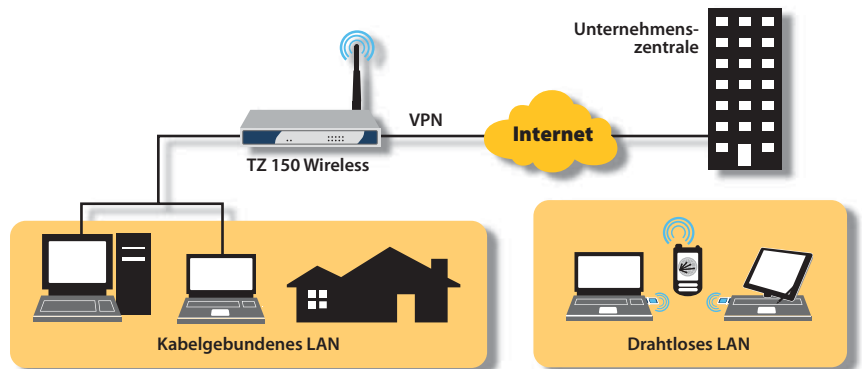 Unternehmens-
zentrale
VPN
Internet
TZ 150 Wireless
Kabelgebundenes LAN
Drahtloses LAN